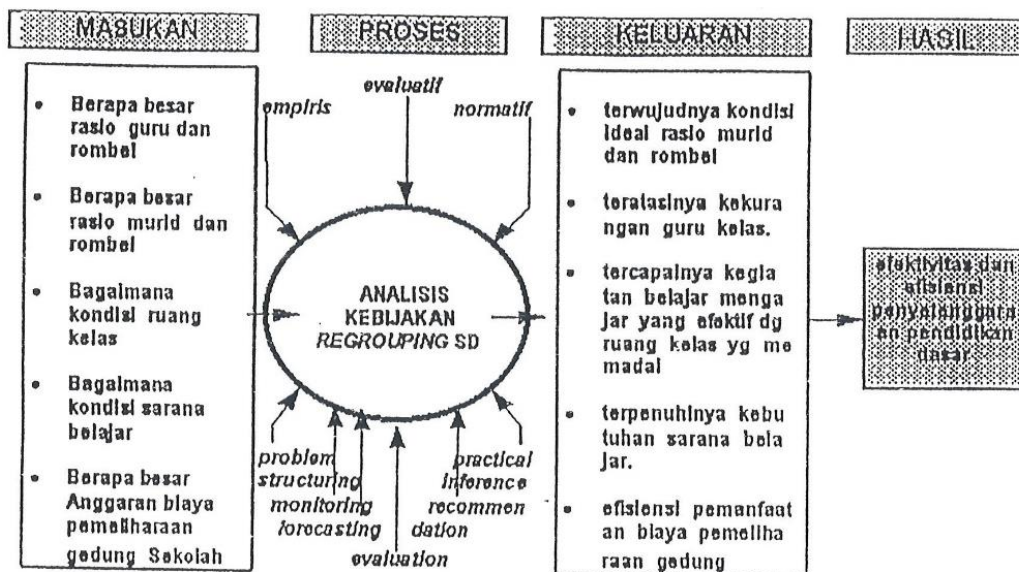 MASUKAN
PROSES
KELUARAN
HASIL
• Berapa besar
rasio guru dan
rombel
• Berapa besar
rasio murid dan
rombel
• Bagaimana
kondisi ruang
kelas
• Bagaimana
kondisi sarana
belajar
• Berapa besar
Anggaran biaya
pemeliharaan
gedung Sekolah
evaluatif
empiris
normatif
ANALISIS
KEBIJAKAN
REGROUPING SD
problem
structuring
monitoring
forecasting
evaluation
practical
inference
recommen
dation
• terwujudnya kondisi
ideal rasio murid
dan rombel
• teratasinya kekura
ngan guru kelas.
• tercapainya kegia
tan belajar menga
jar yang efektif dg
ruang kelas yg me
madai
• terpenuhinya kebu
tuhan sarana bela
jar.
• efisiensi pemanfaat
an biaya pemeliha
raan gedung
efektivitas dan
efisiensi
penyelenggara
an pendidikan
dasar